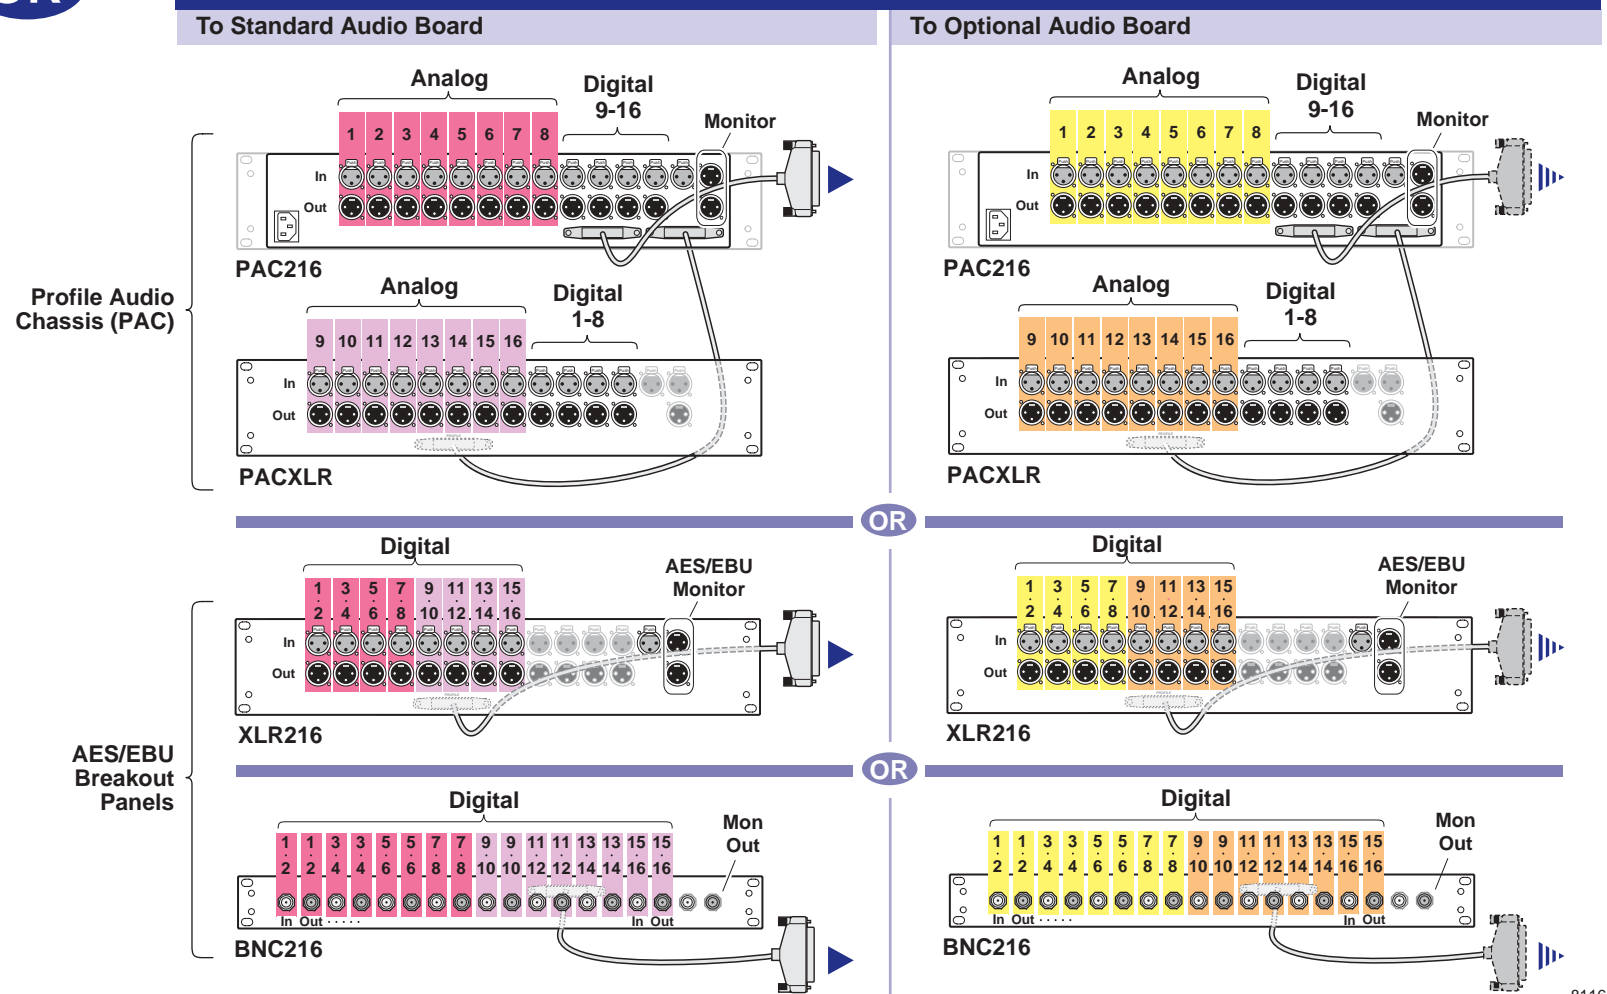 OR
To Standard Audio Board
To Optional Audio Board
Analog
Digital
9-16
Monitor
1 2 3 4 5 6 7 8
In
Out
PAC216
Profile Audio
Chassis (PAC)
Analog
Digital
1-8
9 10 11 12 13 14 15 16
In
Out
PACXLR
Analog
Digital
9-16
Monitor
1 2 3 4 5 6 7 8
In
Out
PAC216
Analog
Digital
1-8
9 10 11 12 13 14 15 16
In
Out
PACXLR
OR
Digital
AES/EBU
Monitor
1 3 5 7 9 11 13 15
2 4 6 8 10 12 14 16
In
Out
PROFILE
XLR216
Digital
AES/EBU
Monitor
1 3 5 7 9 11 13 15
2 4 6 8 10 12 14 16
In
Out
PROFILE
XLR216
AES/EBU
Breakout
Panels
OR
Digital
Mon
Out
1 1 3 3 5 5 7 7 9 9 11 11 13 13 15 15
2 2 4 4 6 6 8 8 10 10 12 12 14 14 16 16
In Out ..... In Out
BNC216
Digital
Mon
Out
1 1 3 3 5 5 7 7 9 9 11 11 13 13 15 15
2 2 4 4 6 6 8 8 10 10 12 12 14 14 16 16
In Out ..... In Out
BNC216